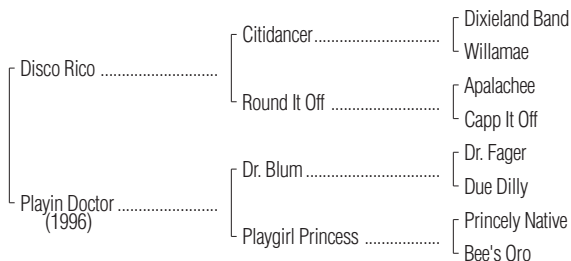 Dixieland Band
Citidancer..................................
Willamae
Disco Rico ................................
Apalachee
Round It Off .............................
Capp It Off
Dr. Fager
Dr. Blum ....................................
Due Dilly
Playin Doctor ...........................
(1996)
Princely Native
Playgirl Princess ....................
Bee's Oro